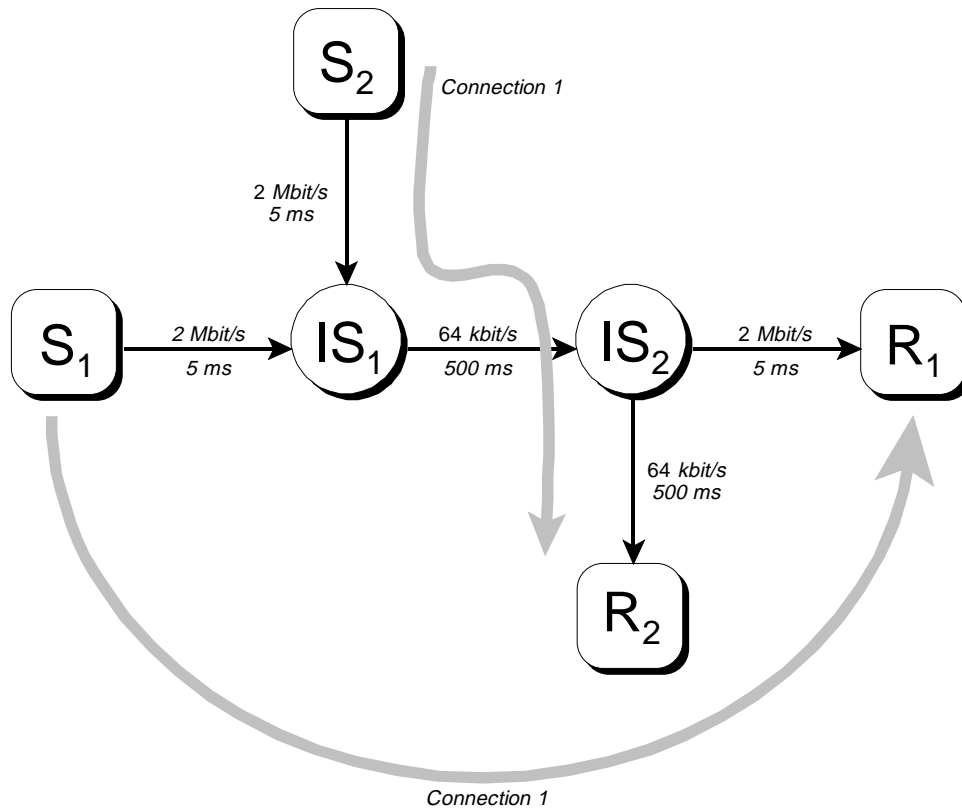 S₂
Connection 1
2 Mbit/s
5 ms
S₁
2 Mbit/s
5 ms
IS₁
64 kbit/s
500 ms
IS₂
2 Mbit/s
5 ms
R₁
64 kbit/s
500 ms
R₂
Connection 1